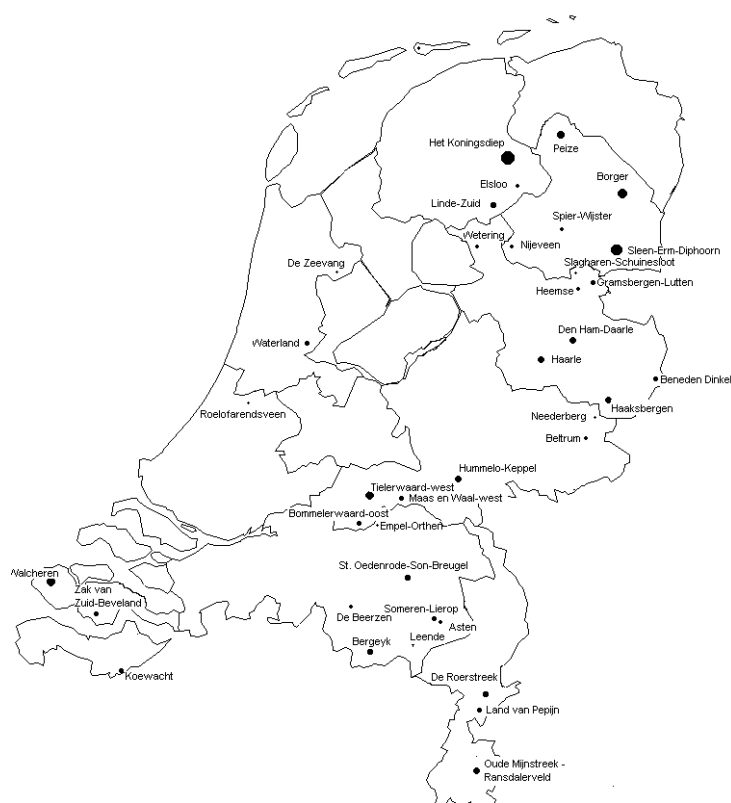 Het Koningsdiep
Peize
Elsloo
Borger
Linde-Zuid
Spier-Wijster
Wetering
Nijeveen
Sleen-Erm-Diphoorn
De Zeevang
Slagharen-Schuinesloot
Heemse
Gramsbergen-Lutten
Den Ham-Daarle
Waterland
Haarle
Beneden Dinkel
Roelofarendsveen
Haaksbergen
Neederberg
Beltrum
Hummelo-Keppel
Tielerwaard-west
Maas en Waal-west
Bommelerwaard-oost
Empel-Orthen
St. Oedenrode-Son-Breugel
Walcheren
Zak van
Zuid-Beveland
De Beerzen
Someren-Lierop
Asten
Leende
Bergeyk
Koewacht
De Roerstreek
Land van Pepijn
Oude Mijnstreek -
Ransdalerveld